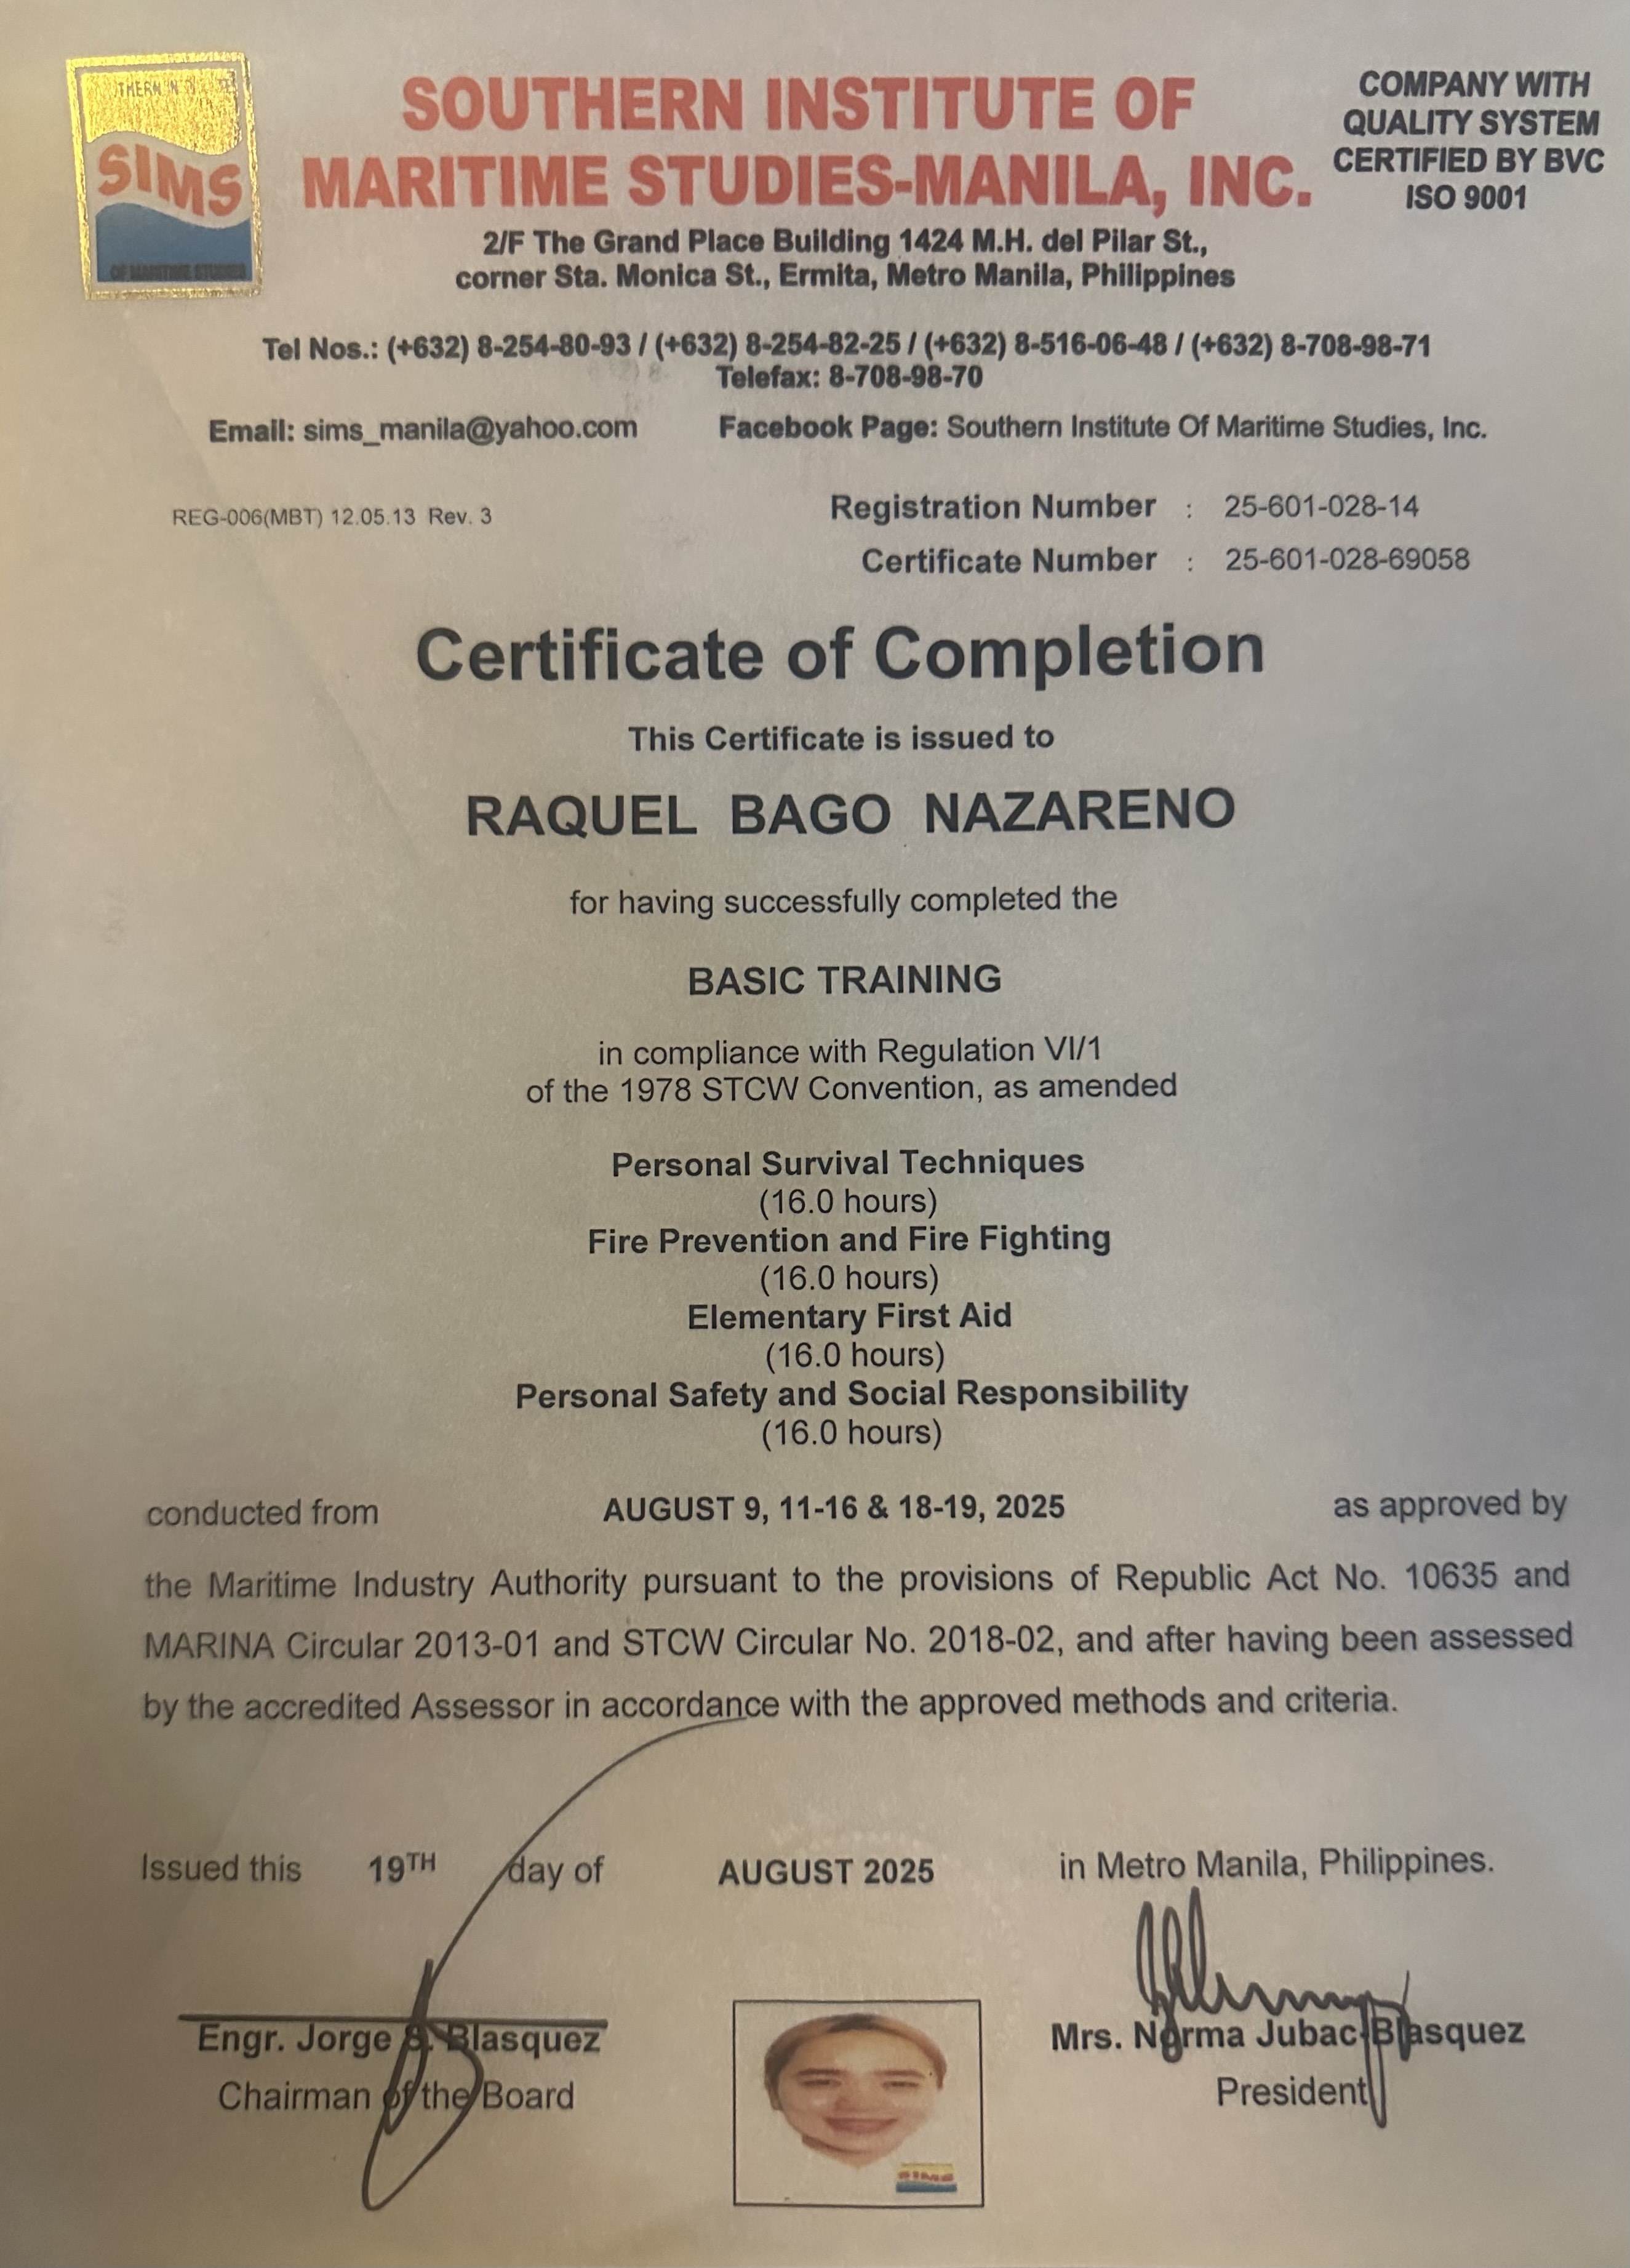 SIMS
OF MARITIME STUDIES
SOUTHERN INSTITUTE OF
MARITIME STUDIES-MANILA, INC.
COMPANY WITH
QUALITY SYSTEM
CERTIFIED BY BVC
ISO 9001
2/F The Grand Place Building 1424 M.H. del Pilar St.,
corner Sta. Monica St., Ermita, Metro Manila, Philippines
Tel Nos.: (+632) 8-254-80-93 / (+632) 8-254-82-25 / (+632) 8-516-06-48 / (+632) 8-708-98-71
Telefax: 8-708-98-70
Email: sims_manila@yahoo.com Facebook Page: Southern Institute Of Maritime Studies, Inc.
REG-006(MBT) 12.05.13 Rev. 3
Registration Number : 25-601-028-14
Certificate Number : 25-601-028-69058
Certificate of Completion
This Certificate is issued to
RAQUEL BAGO NAZARENO
for having successfully completed the
BASIC TRAINING
in compliance with Regulation VI/1
of the 1978 STCW Convention, as amended
Personal Survival Techniques
(16.0 hours)
Fire Prevention and Fire Fighting
(16.0 hours)
Elementary First Aid
(16.0 hours)
Personal Safety and Social Responsibility
(16.0 hours)
conducted from AUGUST 9, 11-16 & 18-19, 2025 as approved by
the Maritime Industry Authority pursuant to the provisions of Republic Act No. 10635 and
MARINA Circular 2013-01 and STCW Circular No. 2018-02, and after having been assessed
by the accredited Assessor in accordance with the approved methods and criteria.
Issued this 19TH day of AUGUST 2025 in Metro Manila, Philippines.
Engr. Jorge S. Blasquez
Chairman of the Board
SIMS
Mrs. Norma Jubac-Blasquez
President